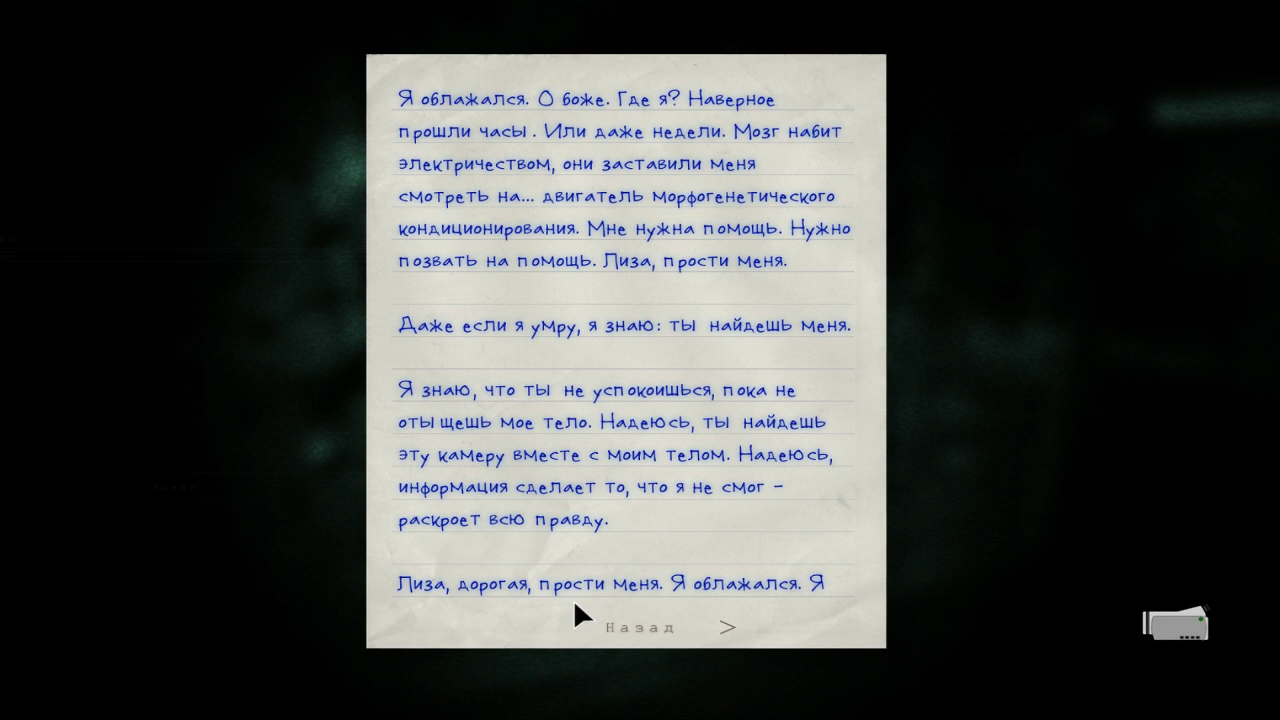 Я облажался. О боже. Где я? Наверное
прошли часы. Или даже недели. Мозг набит
электричеством, они заставили меня
смотреть на... двигатель морфогенетического
кондиционирования. Мне нужна помощь. Нужно
позвать на помощь. Лиза, прости меня.
Даже если я умру, я знаю: ты найдешь меня.
Я знаю, что ты не успокоишься, пока не
отыщешь мое тело. Надеюсь, ты найдешь
эту камеру вместе с моим телом. Надеюсь,
информация сделает то, что я не смог -
раскроет всю правду.
Лиза, дорогая, прости меня. Я облажался. Я
Назад >